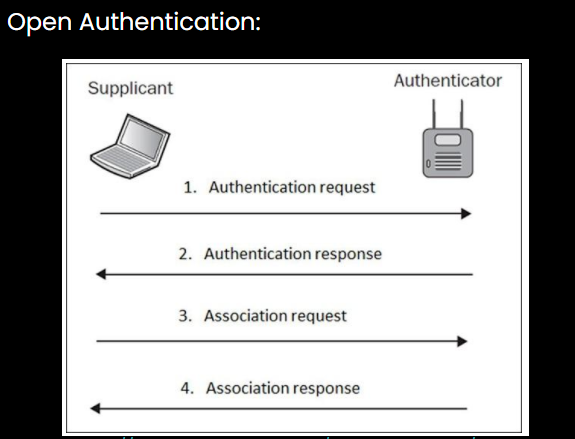 Open Authentication:
Supplicant
Authenticator
1. Authentication request
2. Authentication response
3. Association request
4. Association response